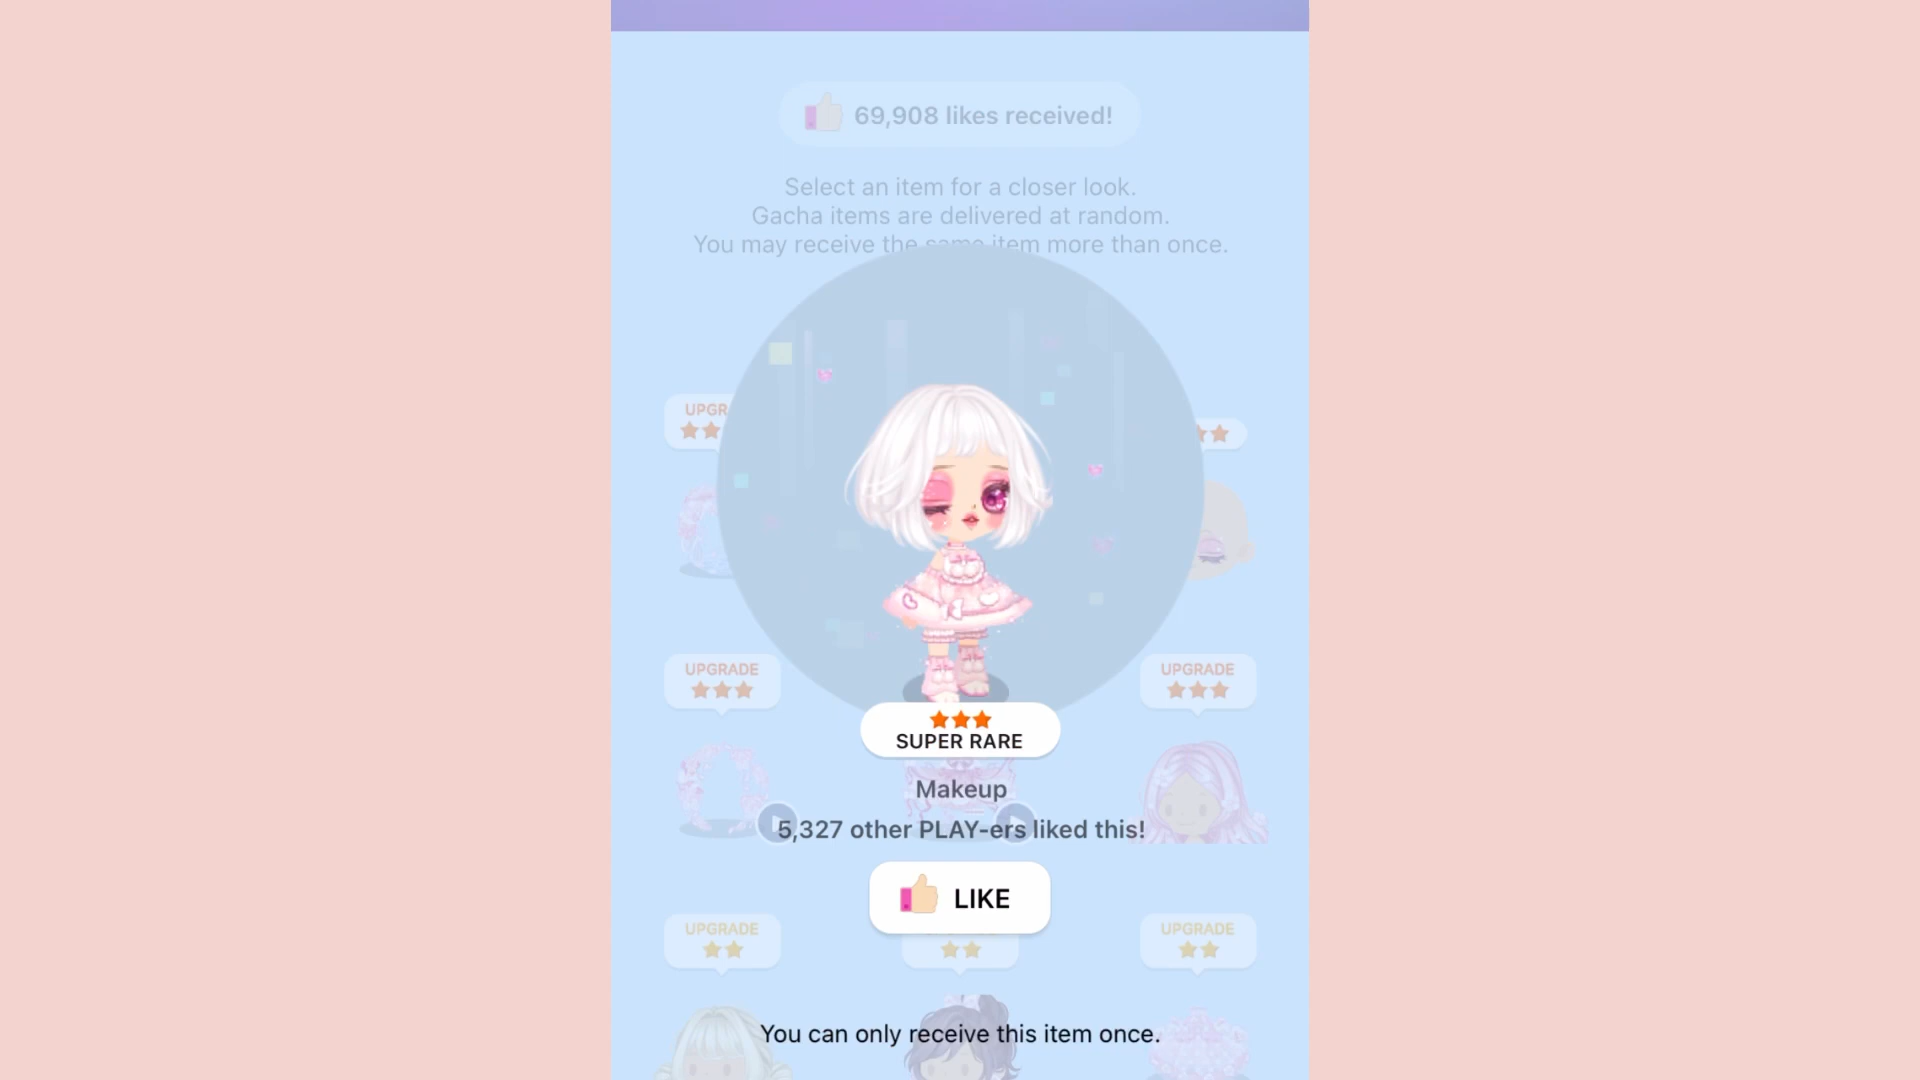 69,908 likes received!
Select an item for a closer look.
Gacha items are delivered at random.
You may receive the same item more than once.
UPGR
SUPER RARE
UPGRADE
UPGRADE
Makeup
5,327 other PLAY-ers liked this!
LIKE
UPGRADE
UPGRADE
You can only receive this item once.